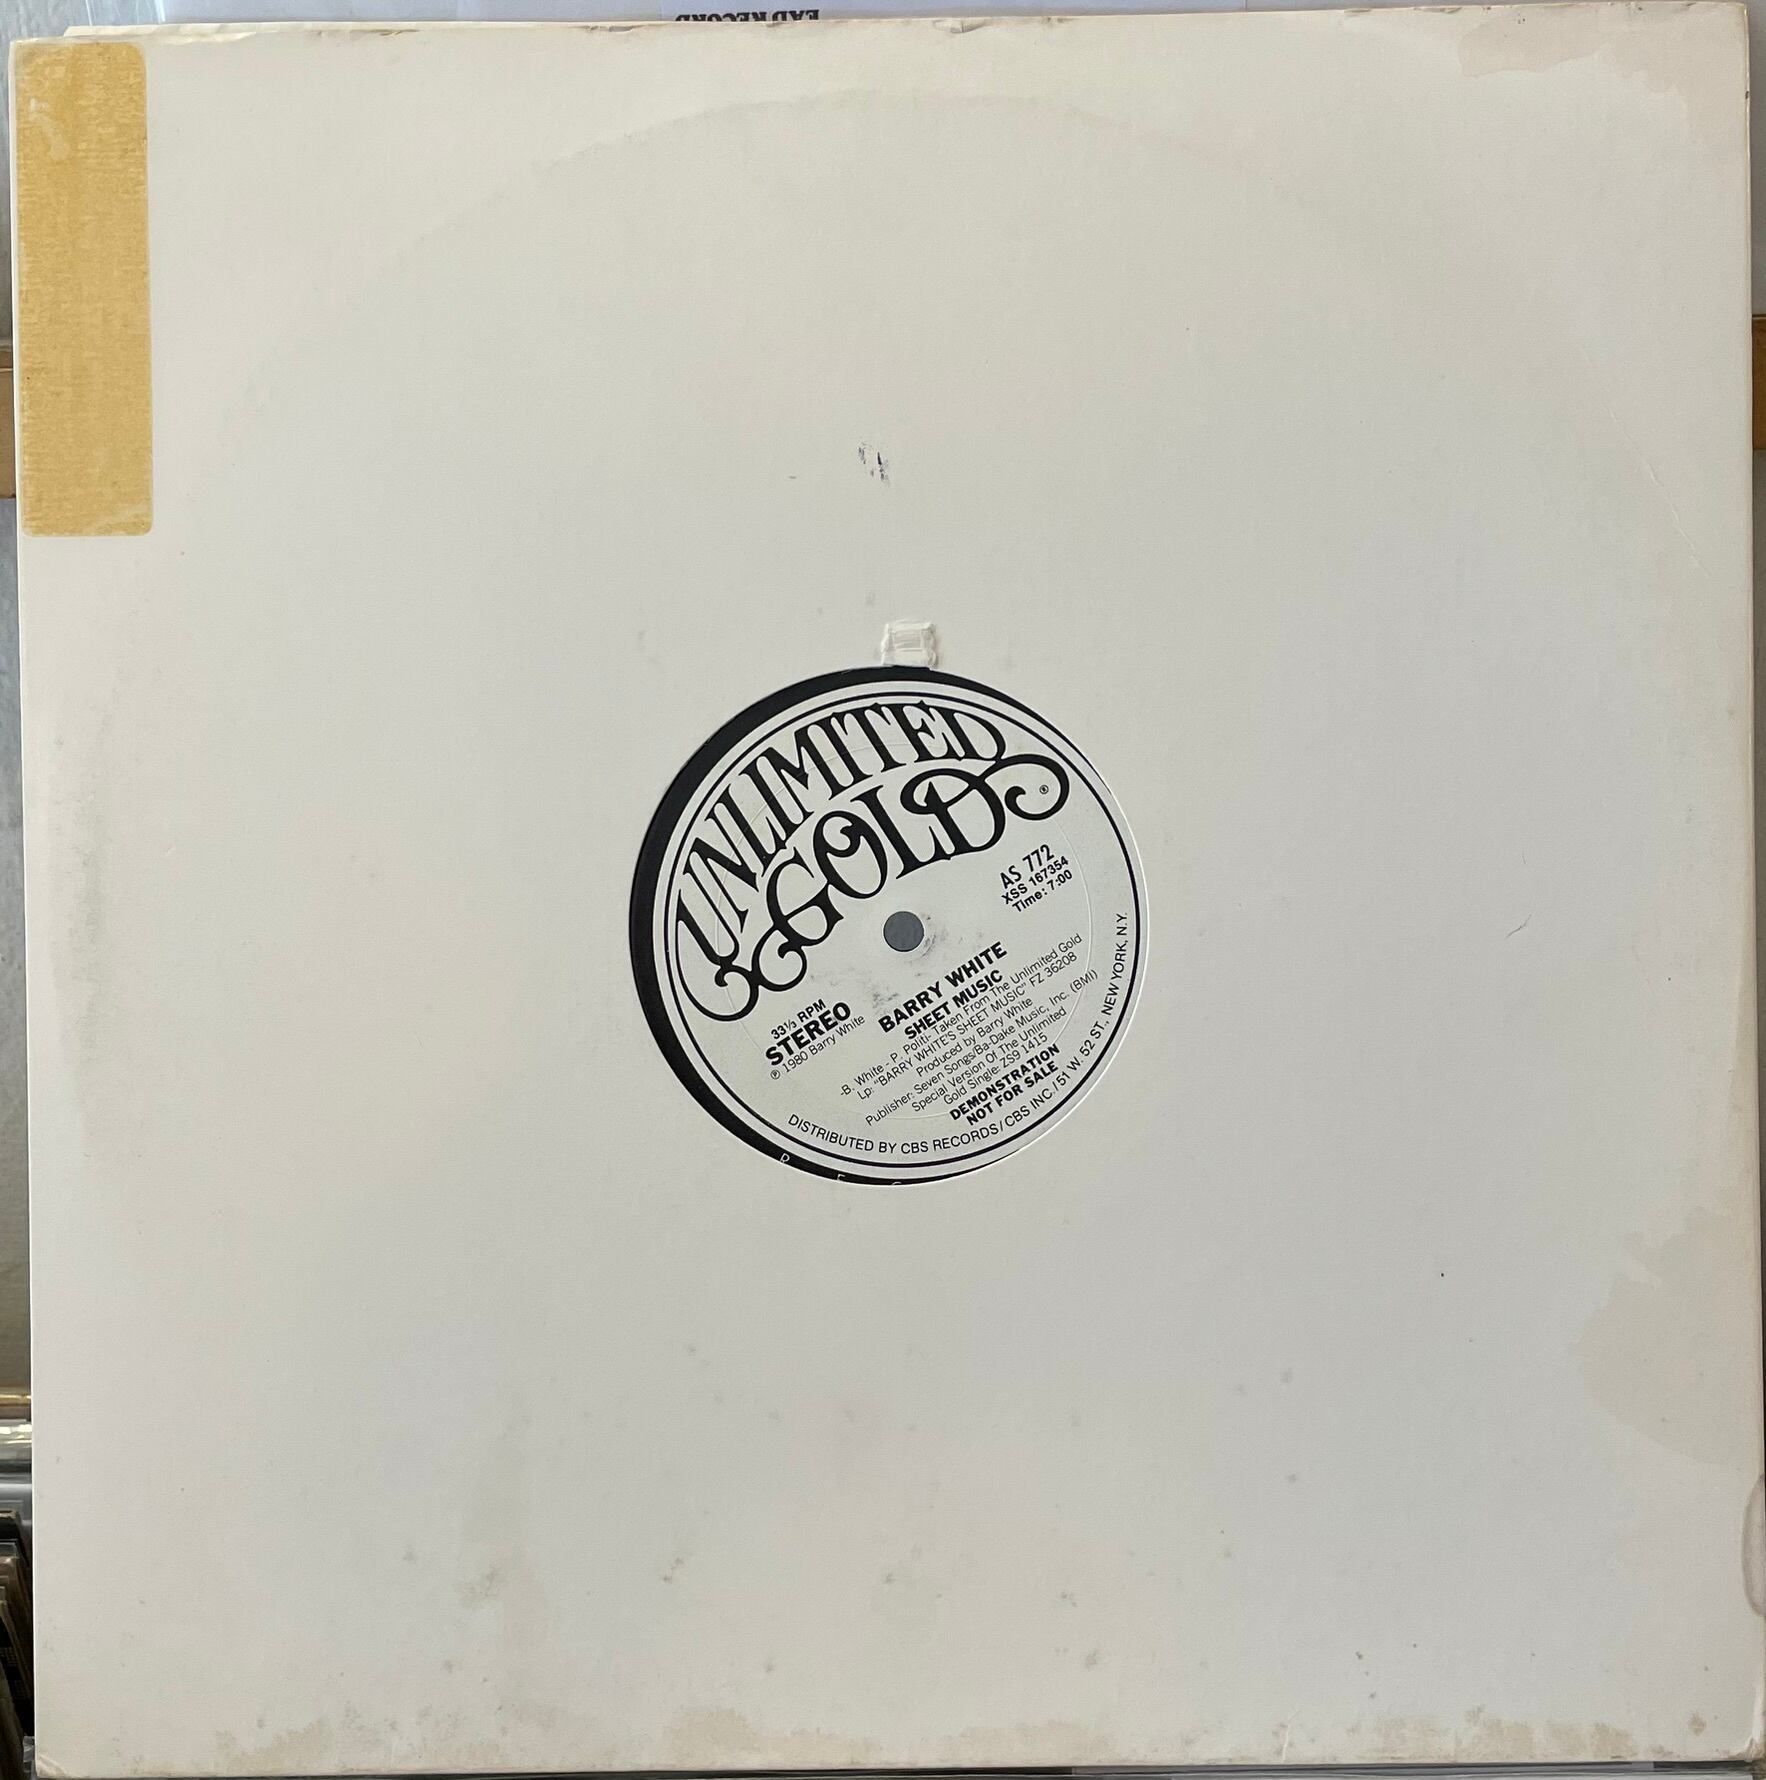 EAD RECORD
UNLIMITED
GOLD
®
AS 772
XSS 167354
Time: 7:00
33⅓ RPM
STEREO
℗ 1980 Barry White
BARRY WHITE
SHEET MUSIC
-B. White - P. Politi- Taken From The Unlimited Gold
Lp: "BARRY WHITE'S SHEET MUSIC" FZ 36208
Produced by Barry White
Publisher: Seven Songs/Ba-Dake Music, Inc. (BMI)
Special Version Of The Unlimited
Gold Single: ZS9 1415
DEMONSTRATION
NOT FOR SALE
DISTRIBUTED BY CBS RECORDS/CBS INC./51 W. 52 ST., NEW YORK, N.Y.